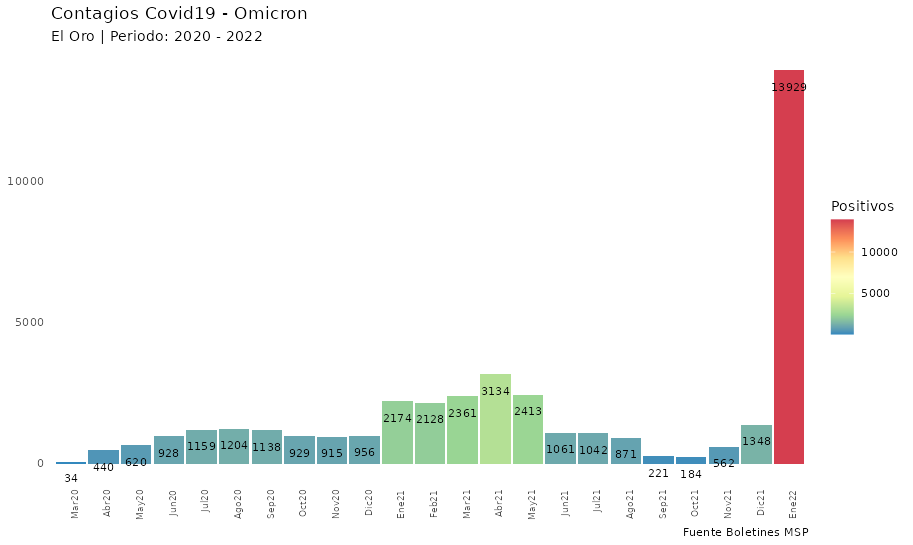 Contagios Covid19 - Omicron
El Oro | Periodo: 2020 - 2022
10000
5000
0
34
440
620
928
1159
1204
1138
929
915
956
2174
2128
2361
3134
2413
1061
1042
871
221
184
562
1348
13929
Mar20
Abr20
May20
Jun20
Jul20
Ago20
Sep20
Oct20
Nov20
Dic20
Ene21
Feb21
Mar21
Abr21
May21
Jun21
Jul21
Ago21
Sep21
Oct21
Nov21
Dic21
Ene22
Positivos
10000
5000
Fuente Boletines MSP